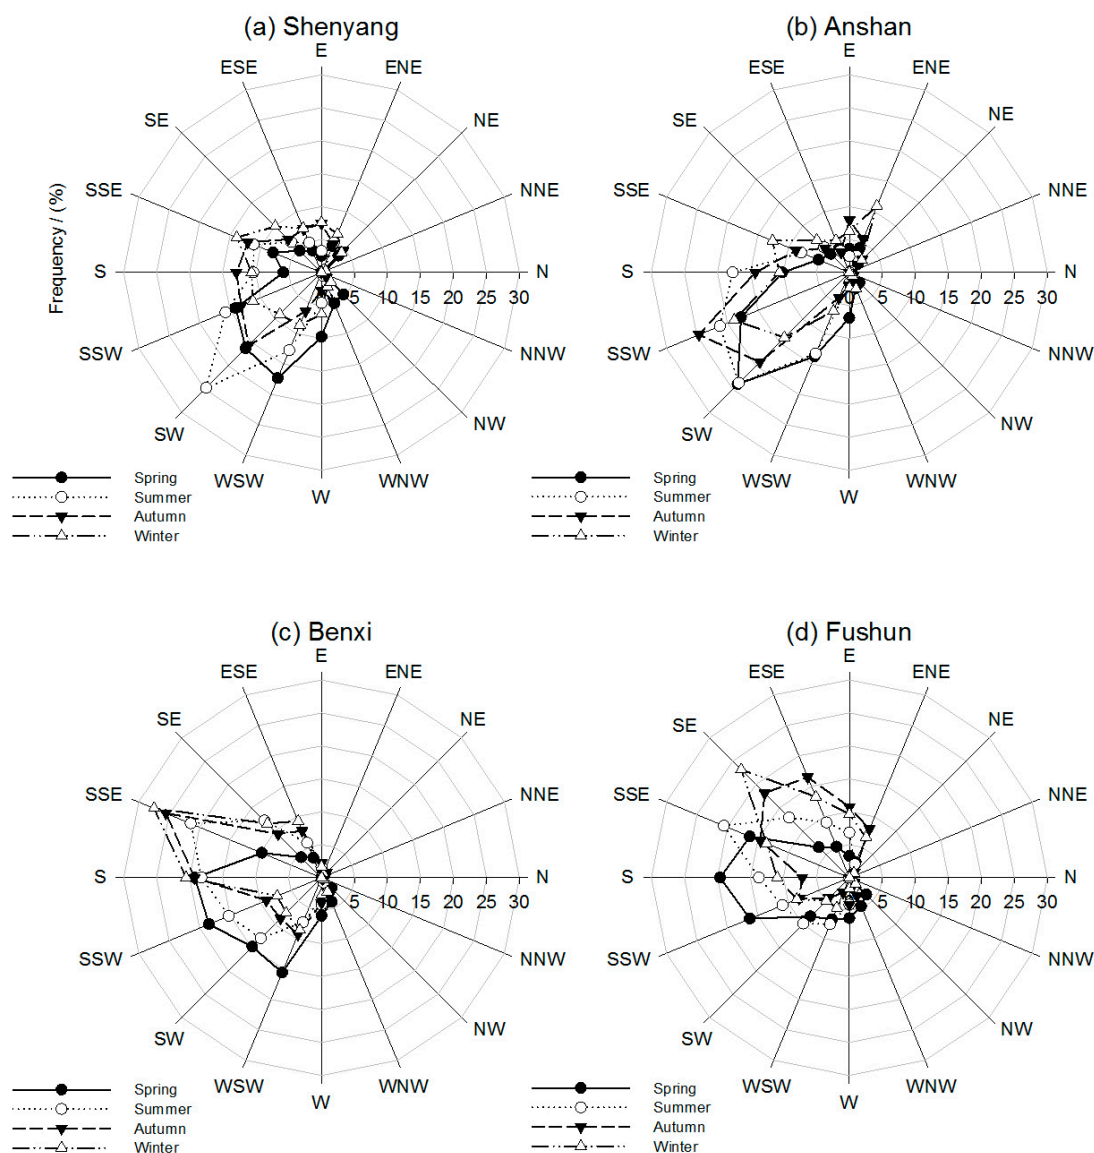 (a) Shenyang
E
ESE
ENE
SE
NE
SSE
NNE
Frequency / (%)
S
N
5 10 15 20 25 30
SSW
NNW
SW
NW
WSW
WNW
W
Spring
Summer
Autumn
Winter
(b) Anshan
E
ESE
ENE
SE
NE
SSE
NNE
S
N
0 5 10 15 20 25 30
SSW
NNW
SW
NW
WSW
WNW
W
Spring
Summer
Autumn
Winter
(c) Benxi
E
ESE
ENE
SE
NE
SSE
NNE
S
N
5 10 15 20 25 30
SSW
NNW
SW
NW
WSW
WNW
W
Spring
Summer
Autumn
Winter
(d) Fushun
E
ESE
ENE
SE
NE
SSE
NNE
S
N
5 10 15 20 25 30
SSW
NNW
SW
NW
WSW
WNW
W
Spring
Summer
Autumn
Winter